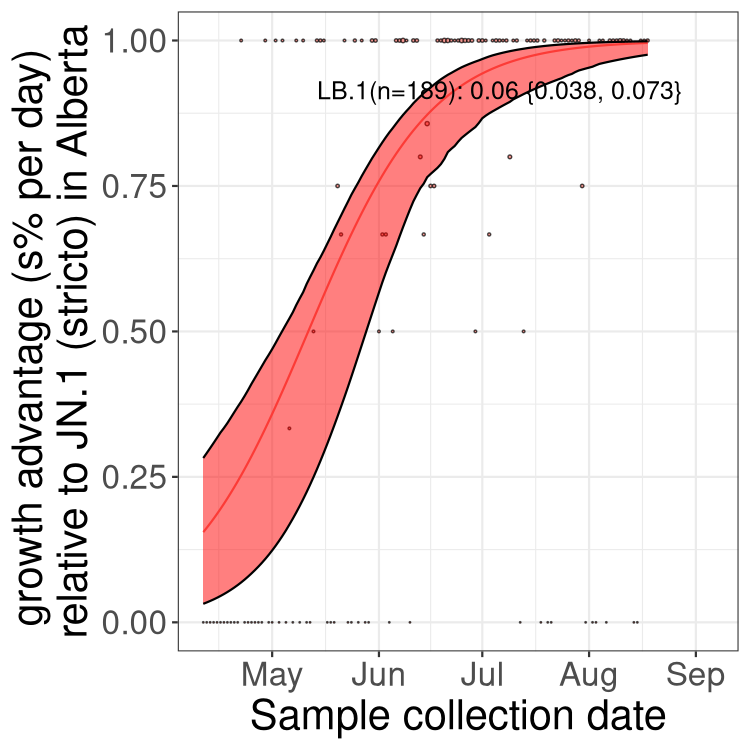 growth advantage (s% per day)
relative to JN.1 (stricto) in Alberta
1.00
0.75
0.50
0.25
0.00
LB.1(n=189): 0.06 {0.038, 0.073}
May Jun Jul Aug Sep
Sample collection date